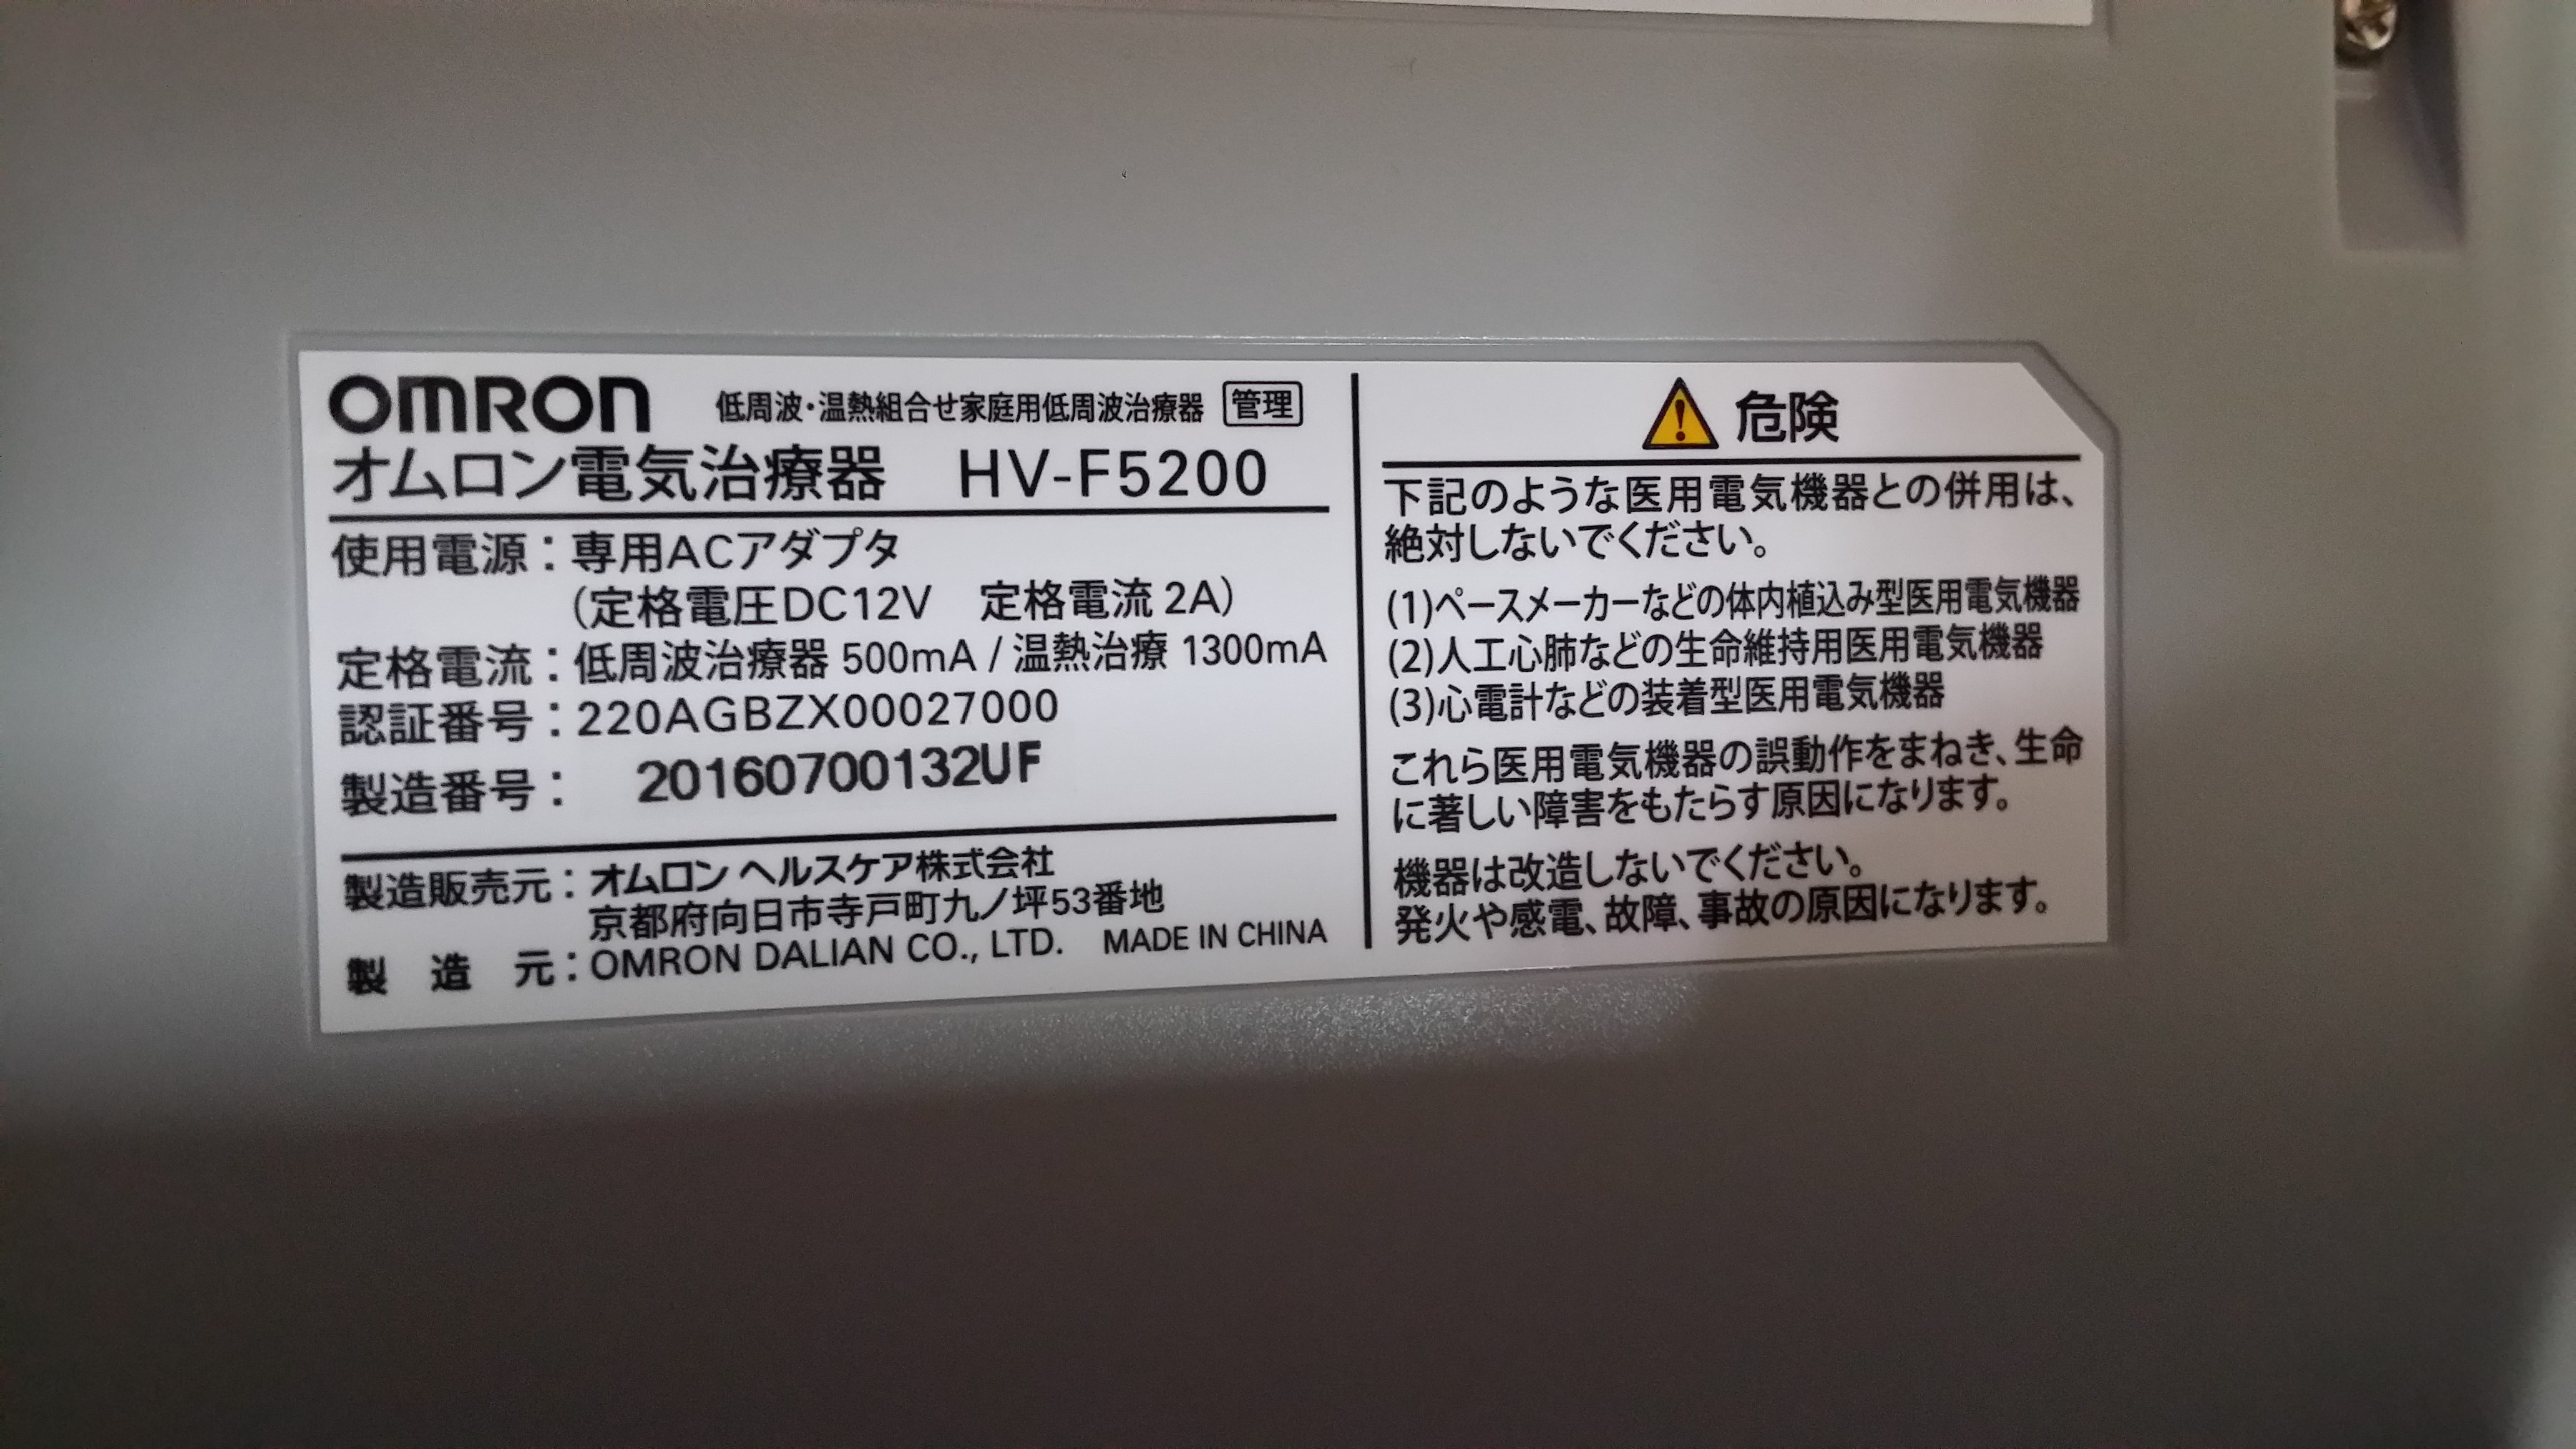 OMRON 低周波・温熱組合せ家庭用低周波治療器 管理
オムロン電気治療器 HV-F5200
使用電源：専用ACアダプタ
（定格電圧DC12V 定格電流 2A）
定格電流：低周波治療器 500mA / 温熱治療 1300mA
認証番号：220AGBZX00027000
製造番号： 20160700132UF
製造販売元：オムロン ヘルスケア株式会社
京都府向日市寺戸町九ノ坪53番地
製 造 元：OMRON DALIAN CO., LTD. MADE IN CHINA
危険
下記のような医用電気機器との併用は、
絶対しないでください。
(1)ペースメーカーなどの体内植込み型医用電気機器
(2)人工心肺などの生命維持用医用電気機器
(3)心電計などの装着型医用電気機器
これら医用電気機器の誤動作をまねき、生命
に著しい障害をもたらす原因になります。
機器は改造しないでください。
発火や感電、故障、事故の原因になります。